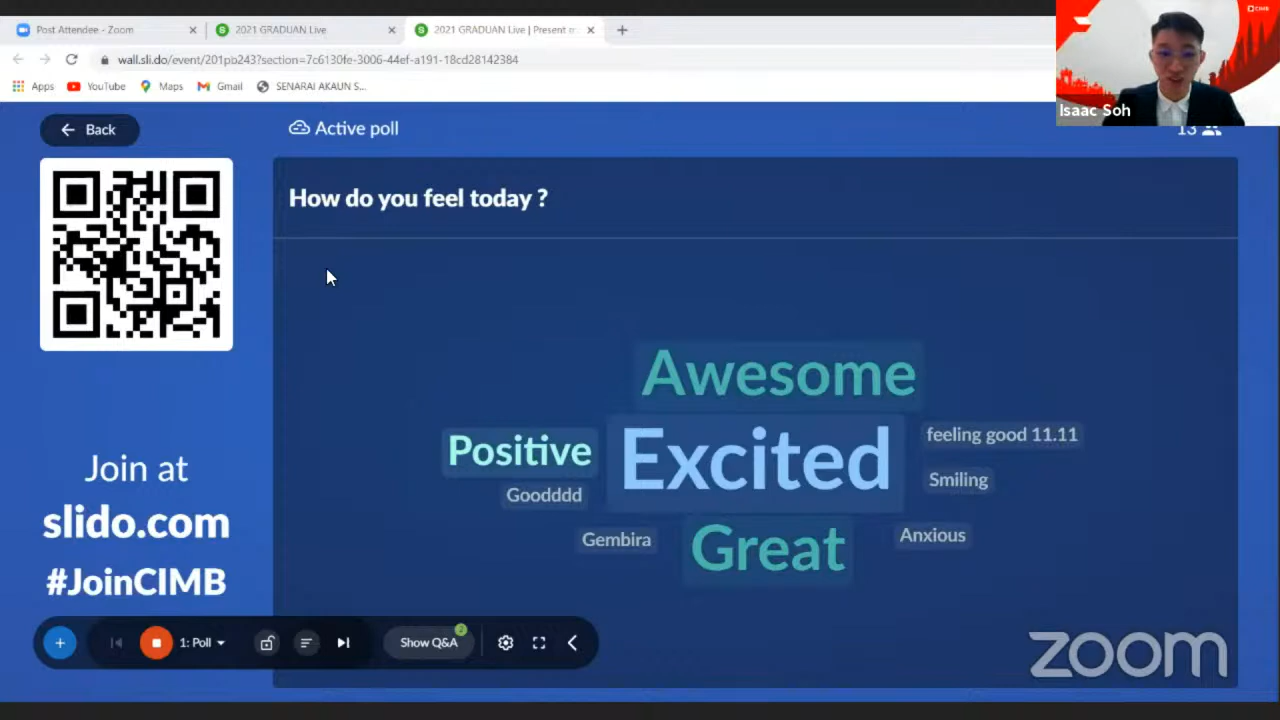 Post Attendee - Zoom
2021 GRADUAN Live
2021 GRADUAN Live | Present m
wall.sli.do/event/201pb243?section=7c6130fe-3006-44ef-a191-18cd28142384
Apps
YouTube
Maps
Gmail
SENARAI AKAUN S...
CIMB
Isaac Soh
Back
Active poll
13
How do you feel today ?
Awesome
Positive
Excited
feeling good 11.11
Goodddd
Smiling
Gembira
Great
Anxious
Join at
slido.com
#JoinCIMB
1: Poll
Show Q&A
2
zoom